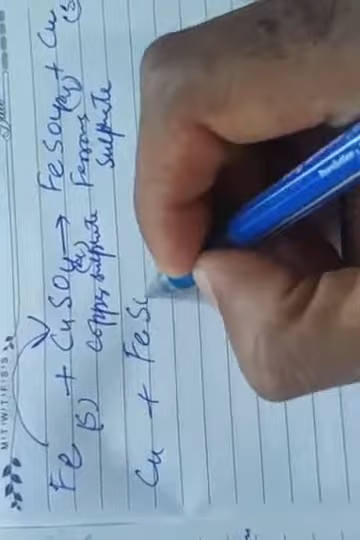 Fe + CuSO4 → FeSO4 + Cu
(s) (aq) (aq) (s)
copper sulphate Ferrous
Sulphate
Cu + FeS
M T W T F S S
Date